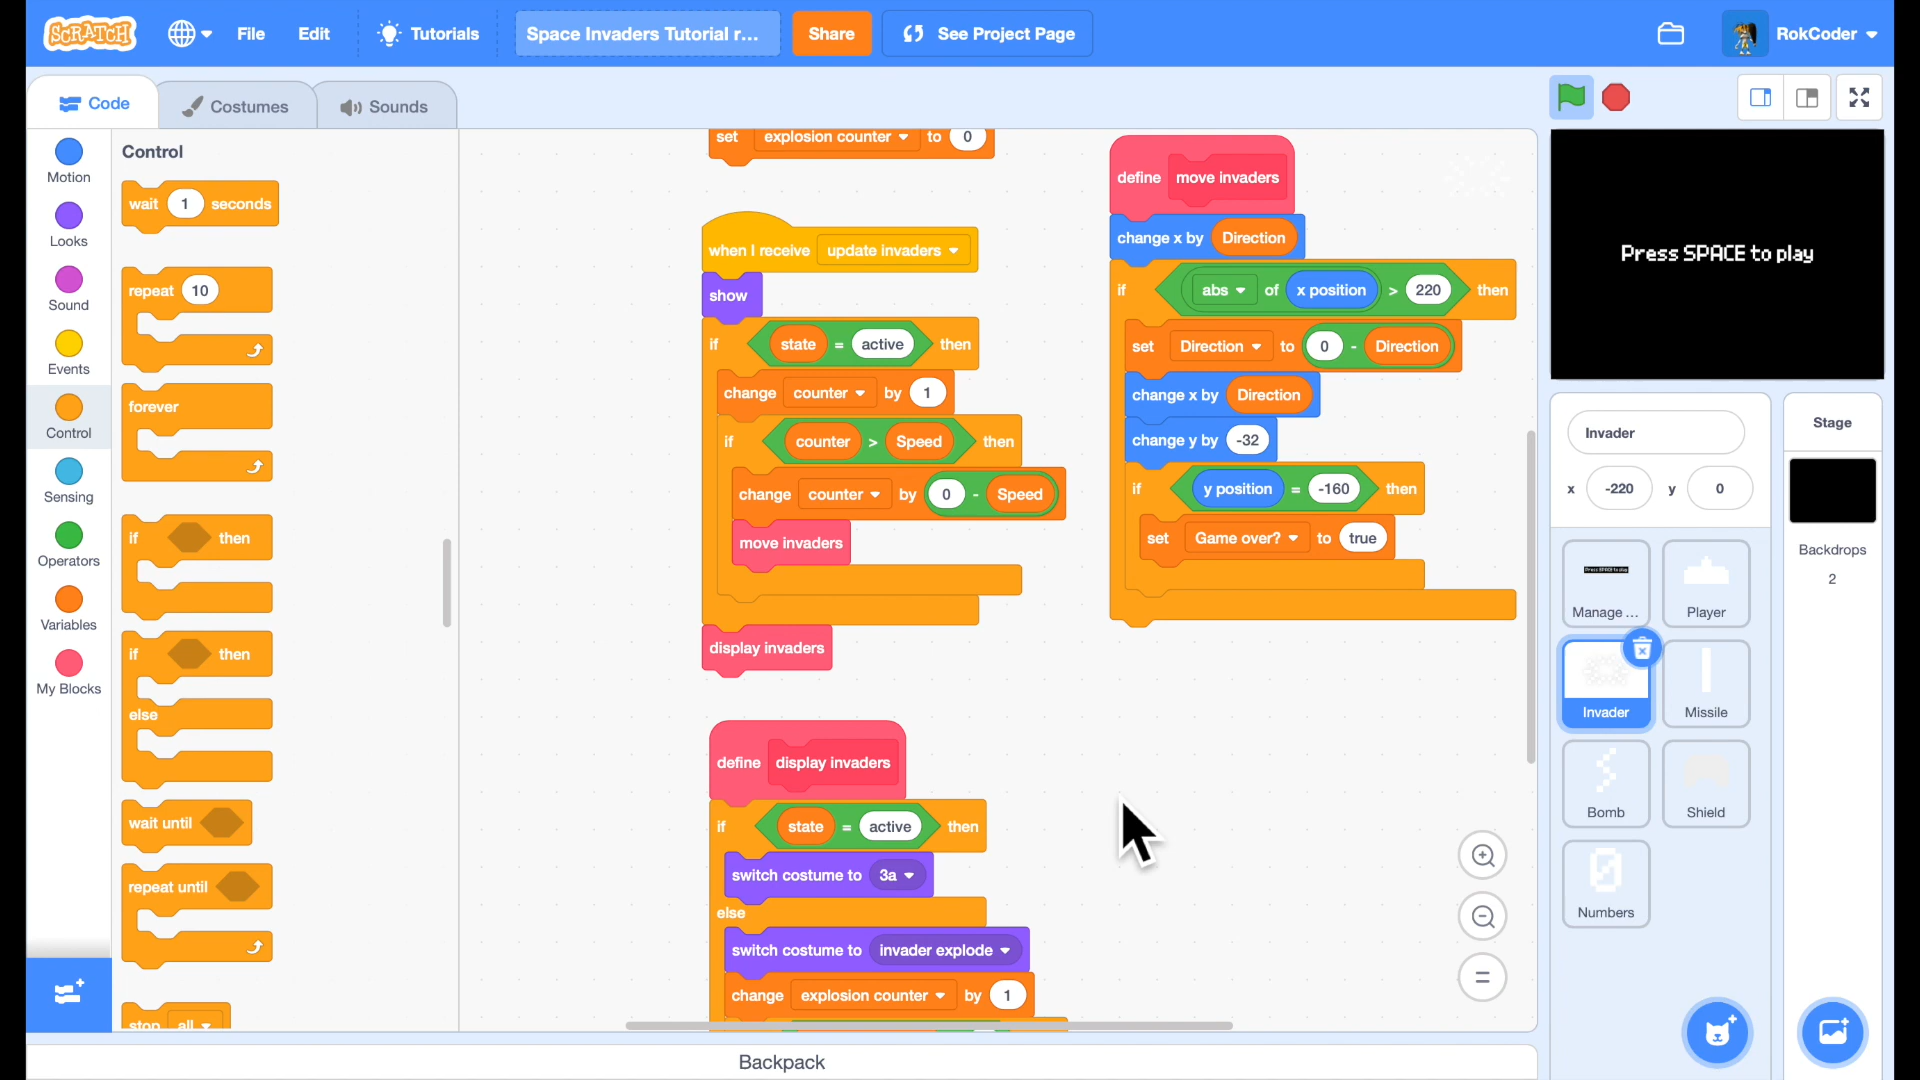 SCRATCH
File
Edit
Tutorials
Space Invaders Tutorial r...
Share
See Project Page
RokCoder
Code
Costumes
Sounds
Motion
Looks
Sound
Events
Control
Sensing
Operators
Variables
My Blocks
Control
wait 1 seconds
repeat 10
forever
if then
if then
else
wait until
repeat until
stop all
set explosion counter to 0
when I receive update invaders
show
if state = active then
change counter by 1
if counter > Speed then
change counter by 0 - Speed
move invaders
display invaders
define display invaders
if state = active then
switch costume to 3a
else
switch costume to invader explode
change explosion counter by 1
define move invaders
change x by Direction
if abs of x position > 220 then
set Direction to 0 - Direction
change x by Direction
change y by -32
if y position = -160 then
set Game over? to true
Press SPACE to play
Invader
x -220 y 0
Press SPACE to play
Manage ...
Player
Invader
Missile
Bomb
Shield
0
Numbers
Stage
Backdrops
2
Backpack